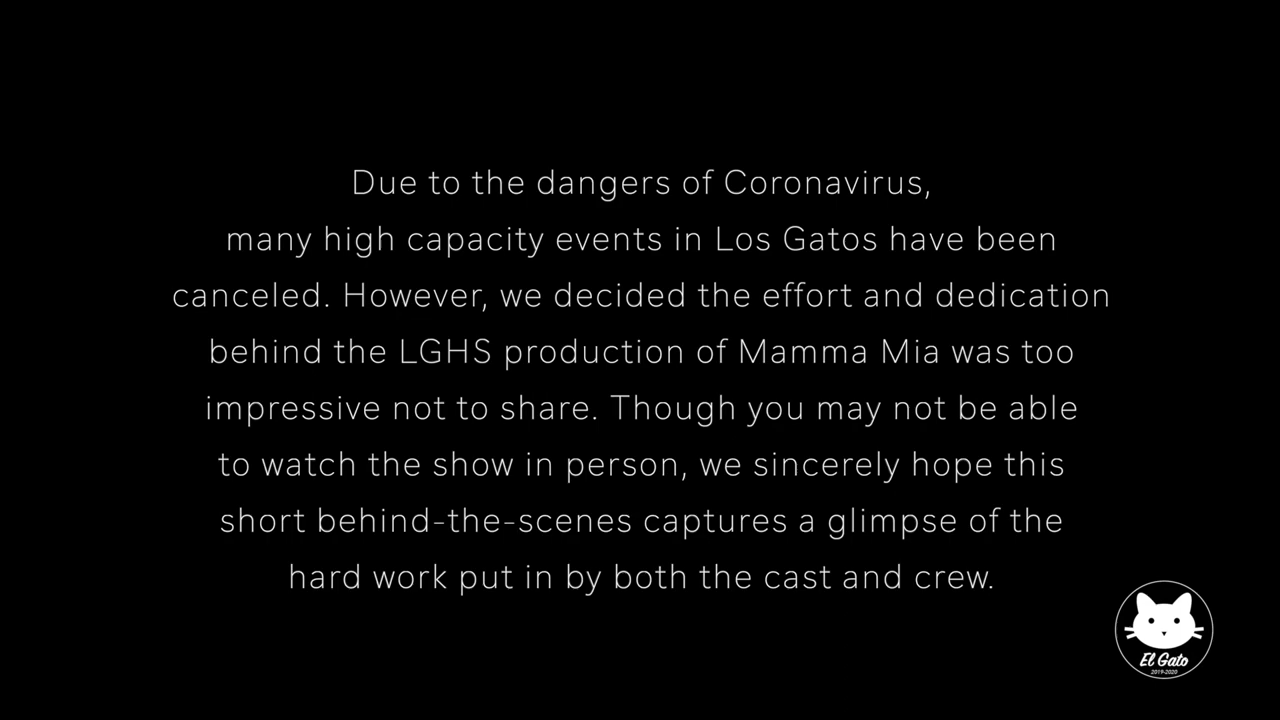 Due to the dangers of Coronavirus,
many high capacity events in Los Gatos have been
canceled. However, we decided the effort and dedication
behind the LGHS production of Mamma Mia was too
impressive not to share. Though you may not be able
to watch the show in person, we sincerely hope this
short behind-the-scenes captures a glimpse of the
hard work put in by both the cast and crew.
El Gato
2019-2020